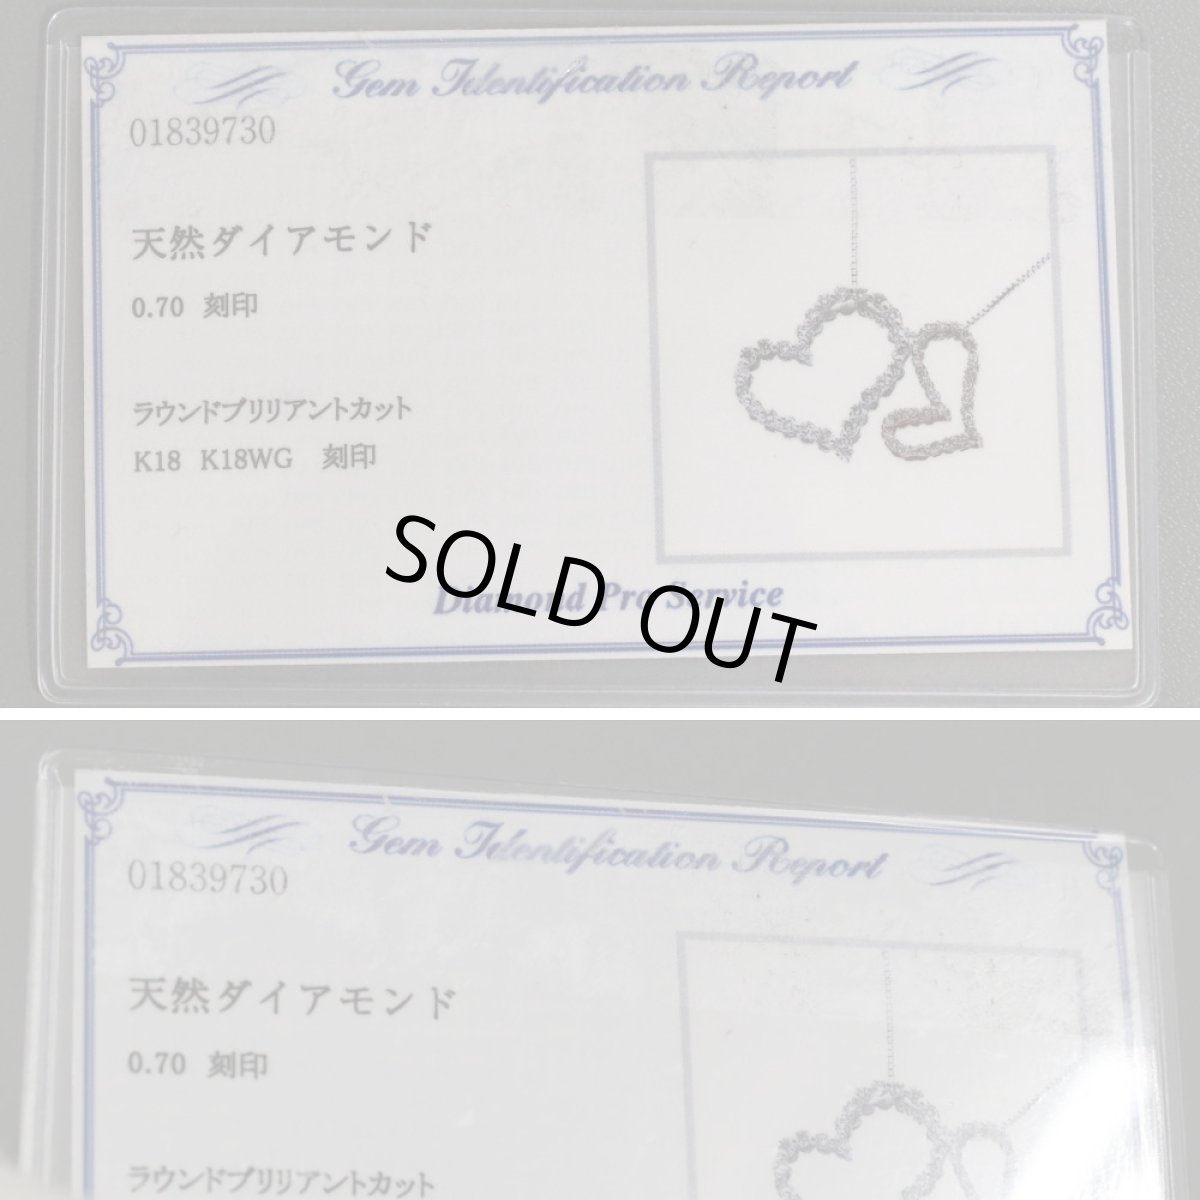 Gem Identification Report
01839730
天然ダイアモンド
0.70 刻印
ラウンドブリリアントカット
K18 K18WG 刻印
Diamond Pro Service
SOLD OUT
Gem Identification Report
01839730
天然ダイアモンド
0.70 刻印
ラウンドブリリアントカット